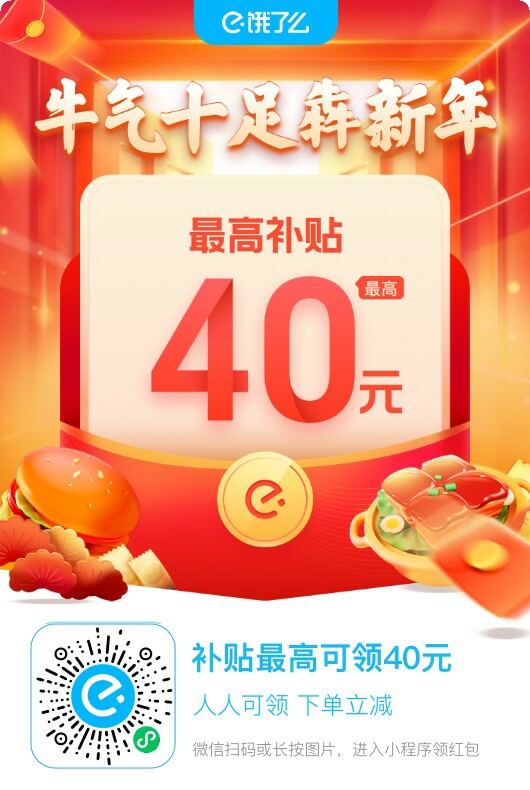 饿了么
牛气十足犇新年
最高补贴
40元
最高
补贴最高可领40元
人人可领 下单立减
微信扫码或长按图片，进入小程序领红包